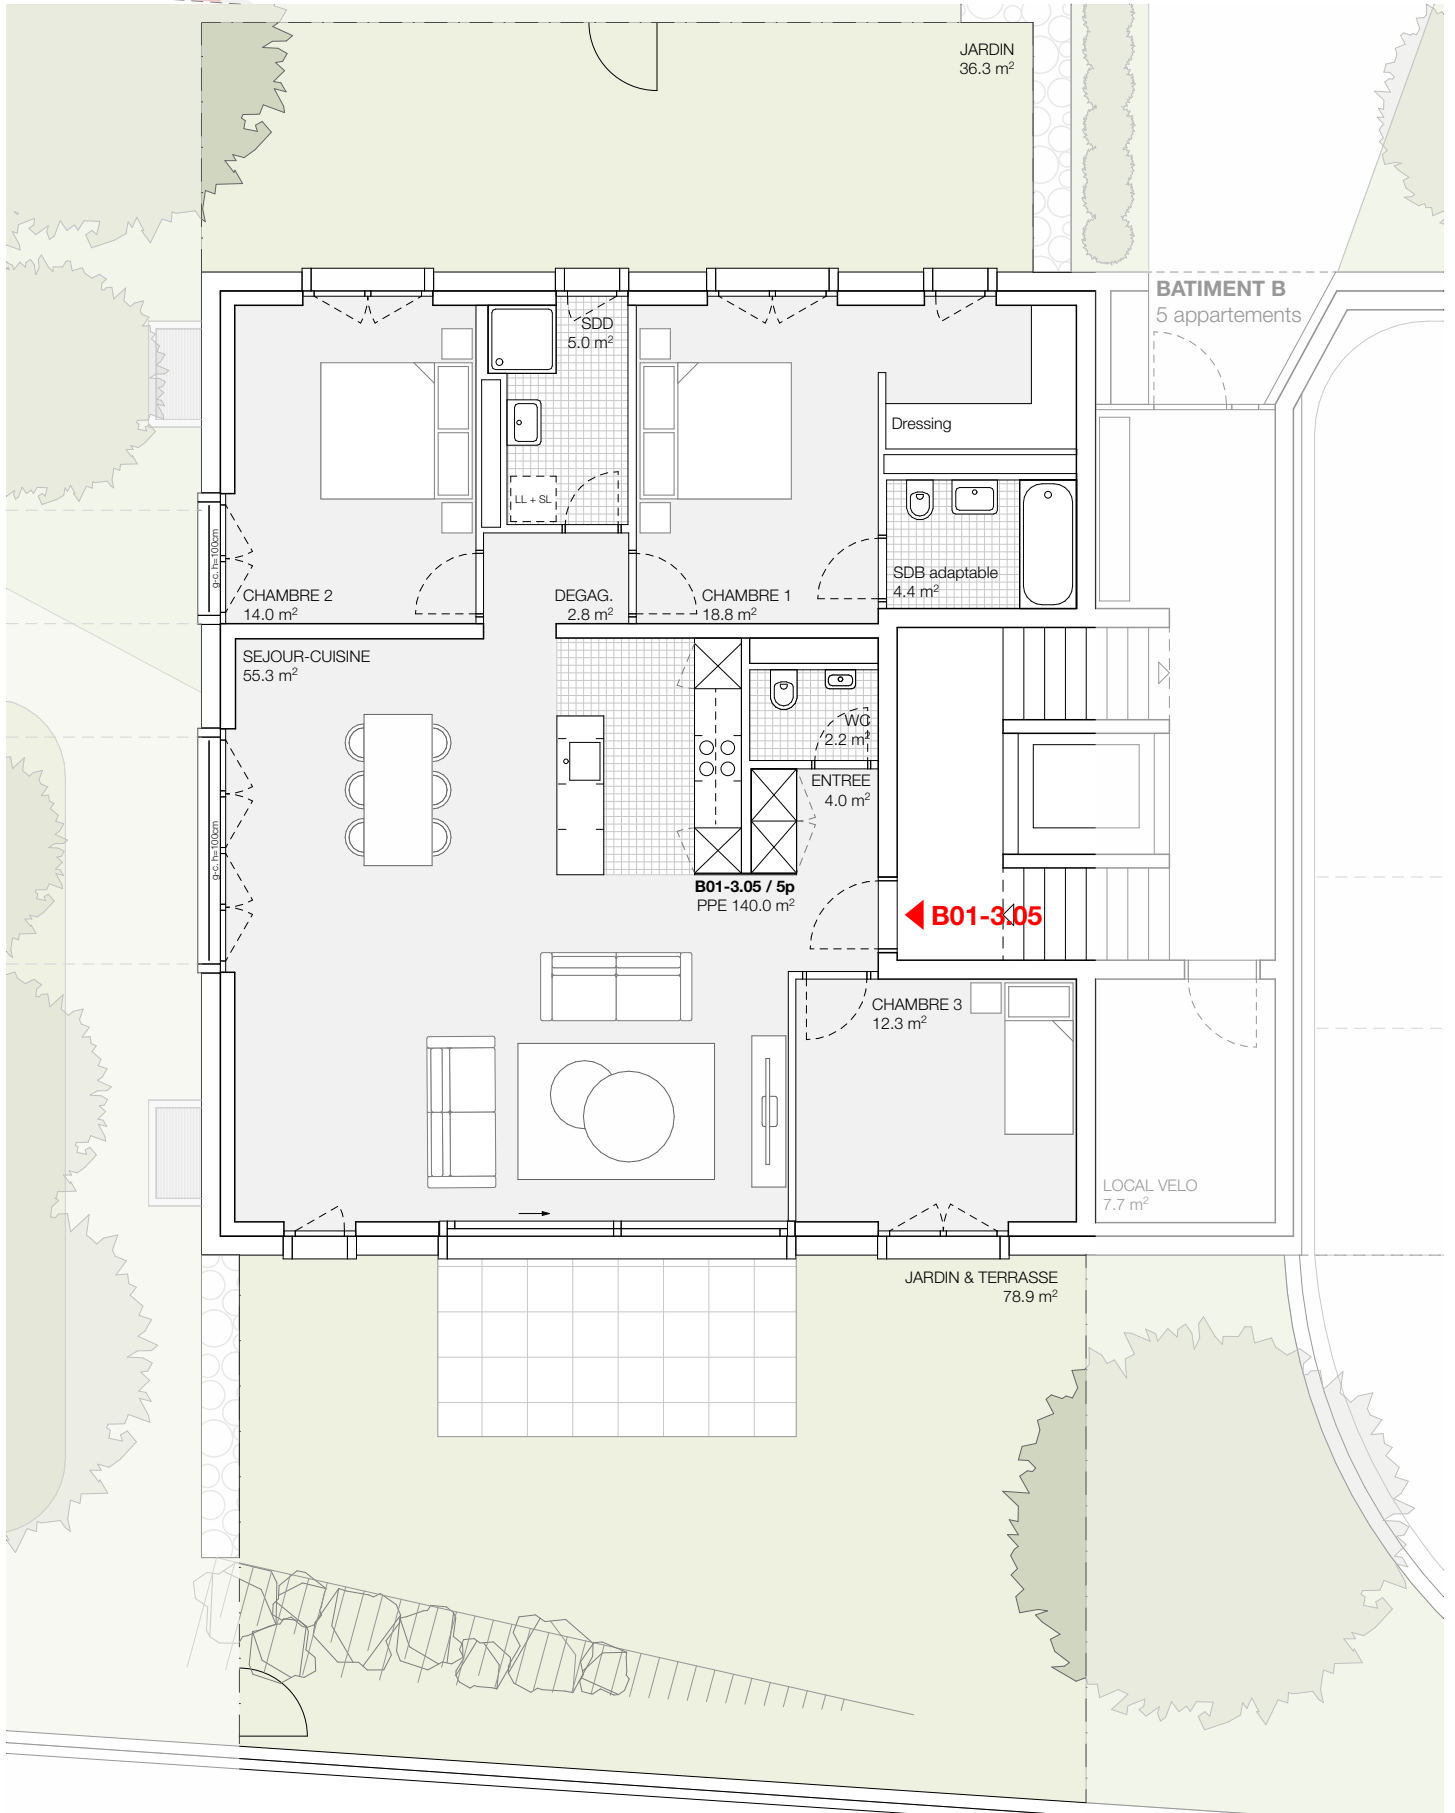 JARDIN
36.3 m²
BATIMENT B
5 appartements
SDD
5.0 m²
Dressing
LL + SL
g-c. h=100cm
CHAMBRE 2
14.0 m²
DEGAG.
2.8 m²
CHAMBRE 1
18.8 m²
SDB adaptable
4.4 m²
SEJOUR-CUISINE
55.3 m²
WC
2.2 m²
ENTREE
4.0 m²
g-c. h=100cm
B01-3.05 / 5p
PPE 140.0 m²
B01-3.05
CHAMBRE 3
12.3 m²
LOCAL VELO
7.7 m²
JARDIN & TERRASSE
78.9 m²